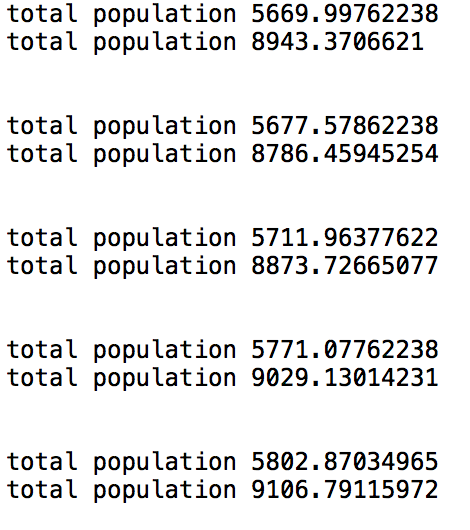 total population 5669.99762238
total population 8943.3706621
total population 5677.57862238
total population 8786.45945254
total population 5711.96377622
total population 8873.72665077
total population 5771.07762238
total population 9029.13014231
total population 5802.87034965
total population 9106.79115972